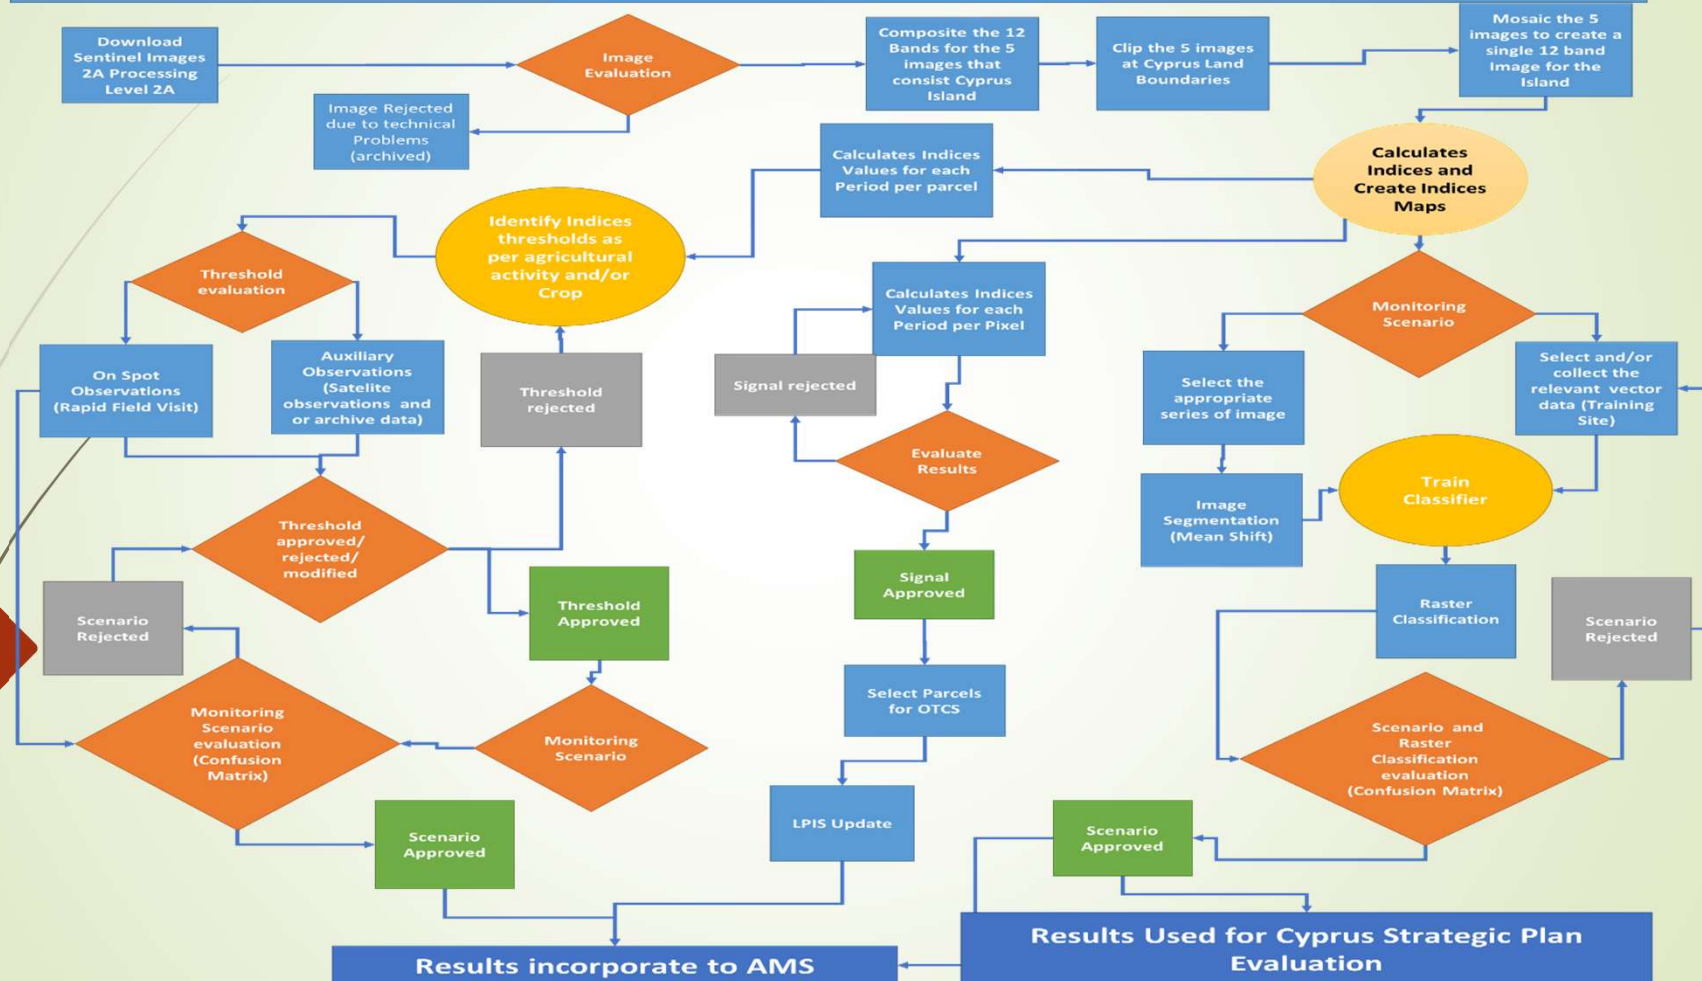 Download
Sentinel Images
2A Processing
Level 2A
Image
Evaluation
Composite the 12
Bands for the 5
images that
consist Cyprus
Island
Clip the 5 images
at Cyprus Land
Boundaries
Mosaic the 5
images to create a
single 12 band
Image for the
Island
Image Rejected
due to technical
Problems
(archived)
Calculates Indices
Values for each
Period per parcel
Calculates
Indices and
Create Indices
Maps
Identify Indices
thresholds as
per agricultural
activity and/or
Crop
Threshold
evaluation
Calculates Indices
Values for each
Period per Pixel
Monitoring
Scenario
On Spot
Observations
(Rapid Field Visit)
Auxiliary
Observations
(Satelite
observations and
or archive data)
Threshold
rejected
Signal rejected
Select the
appropriate
series of image
Select and/or
collect the
relevant vector
data (Training
Site)
Evaluate
Results
Train
Classifier
Image
Segmentation
(Mean Shift)
Threshold
approved/
rejected/
modified
Signal
Approved
Scenario
Rejected
Threshold
Approved
Raster
Classification
Scenario
Rejected
Select Parcels
for OTCS
Monitoring
Scenario
evaluation
(Confusion
Matrix)
Monitoring
Scenario
Scenario and
Raster
Classification
evaluation
(Confusion Matrix)
LPIS Update
Scenario
Approved
Scenario
Approved
Results Used for Cyprus Strategic Plan
Evaluation
Results incorporate to AMS